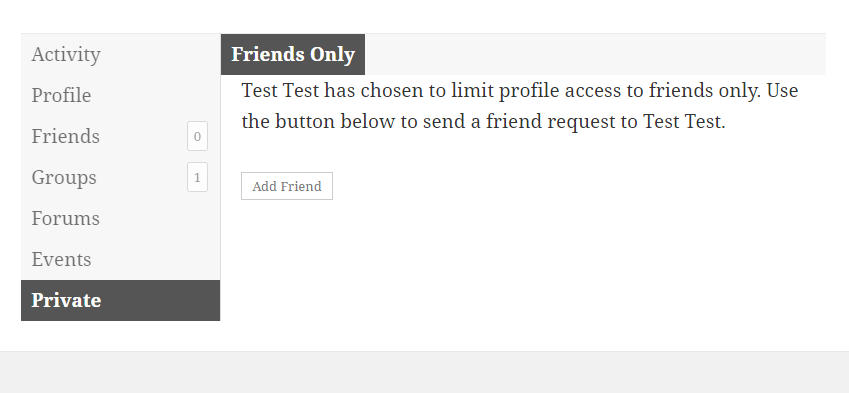 Activity
Profile
Friends 0
Groups 1
Forums
Events
Private
Friends Only
Test Test has chosen to limit profile access to friends only. Use
the button below to send a friend request to Test Test.
Add Friend